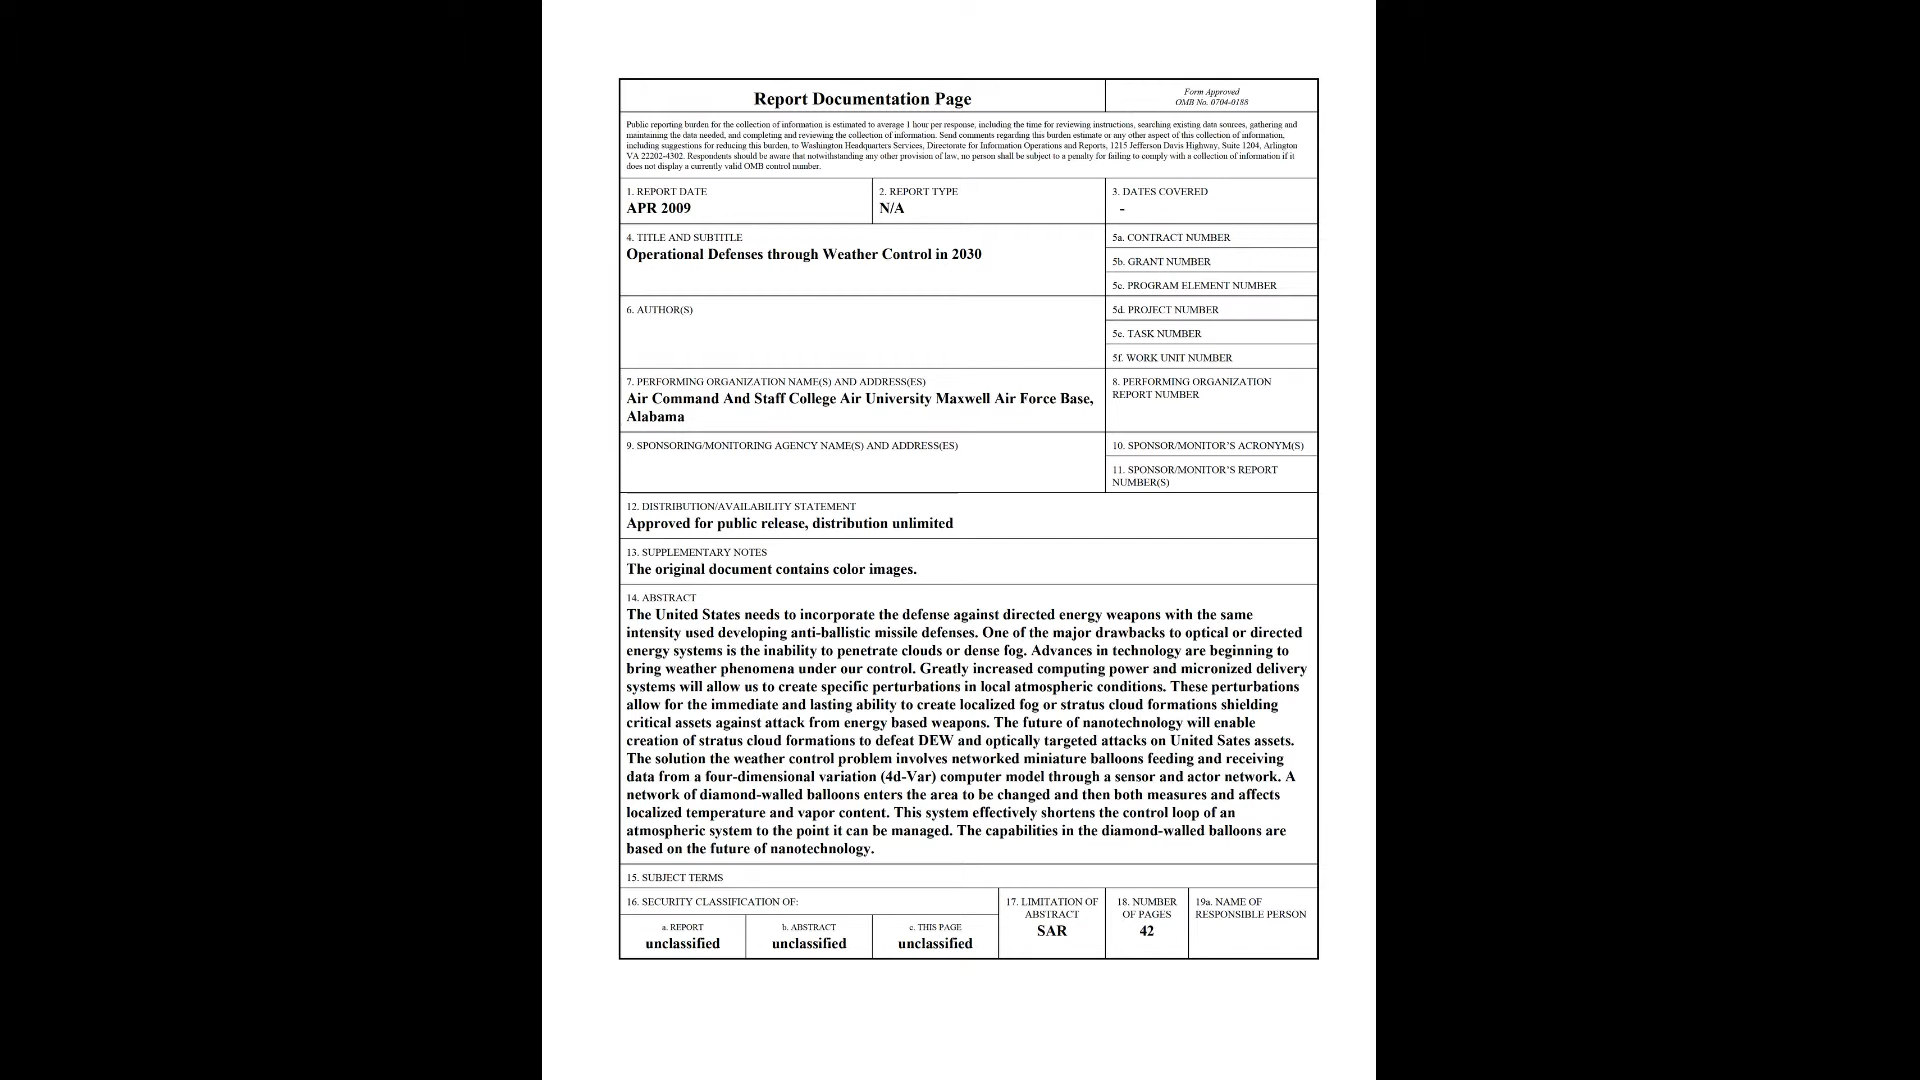 Report Documentation Page
Form Approved
OMB No. 0704-0188
Public reporting burden for the collection of information is estimated to average 1 hour per response, including the time for reviewing instructions, searching existing data sources, gathering and
maintaining the data needed, and completing and reviewing the collection of information. Send comments regarding this burden estimate or any other aspect of this collection of information,
including suggestions for reducing this burden, to Washington Headquarters Services, Directorate for Information Operations and Reports, 1215 Jefferson Davis Highway, Suite 1204, Arlington
VA 22202-4302. Respondents should be aware that notwithstanding any other provision of law, no person shall be subject to a penalty for failing to comply with a collection of information if it
does not display a currently valid OMB control number.
1. REPORT DATE
APR 2009
2. REPORT TYPE
N/A
3. DATES COVERED
-
4. TITLE AND SUBTITLE
Operational Defenses through Weather Control in 2030
5a. CONTRACT NUMBER
5b. GRANT NUMBER
5c. PROGRAM ELEMENT NUMBER
6. AUTHOR(S)
5d. PROJECT NUMBER
5e. TASK NUMBER
5f. WORK UNIT NUMBER
7. PERFORMING ORGANIZATION NAME(S) AND ADDRESS(ES)
Air Command And Staff College Air University Maxwell Air Force Base,
Alabama
8. PERFORMING ORGANIZATION
REPORT NUMBER
9. SPONSORING/MONITORING AGENCY NAME(S) AND ADDRESS(ES)
10. SPONSOR/MONITOR'S ACRONYM(S)
11. SPONSOR/MONITOR'S REPORT
NUMBER(S)
12. DISTRIBUTION/AVAILABILITY STATEMENT
Approved for public release, distribution unlimited
13. SUPPLEMENTARY NOTES
The original document contains color images.
14. ABSTRACT
The United States needs to incorporate the defense against directed energy weapons with the same
intensity used developing anti-ballistic missile defenses. One of the major drawbacks to optical or directed
energy systems is the inability to penetrate clouds or dense fog. Advances in technology are beginning to
bring weather phenomena under our control. Greatly increased computing power and micronized delivery
systems will allow us to create specific perturbations in local atmospheric conditions. These perturbations
allow for the immediate and lasting ability to create localized fog or stratus cloud formations shielding
critical assets against attack from energy based weapons. The future of nanotechnology will enable
creation of stratus cloud formations to defeat DEW and optically targeted attacks on United Sates assets.
The solution the weather control problem involves networked miniature balloons feeding and receiving
data from a four-dimensional variation (4d-Var) computer model through a sensor and actor network. A
network of diamond-walled balloons enters the area to be changed and then both measures and affects
localized temperature and vapor content. This system effectively shortens the control loop of an
atmospheric system to the point it can be managed. The capabilities in the diamond-walled balloons are
based on the future of nanotechnology.
15. SUBJECT TERMS
16. SECURITY CLASSIFICATION OF:
a. REPORT
unclassified
b. ABSTRACT
unclassified
c. THIS PAGE
unclassified
17. LIMITATION OF
ABSTRACT
SAR
18. NUMBER
OF PAGES
42
19a. NAME OF
RESPONSIBLE PERSON